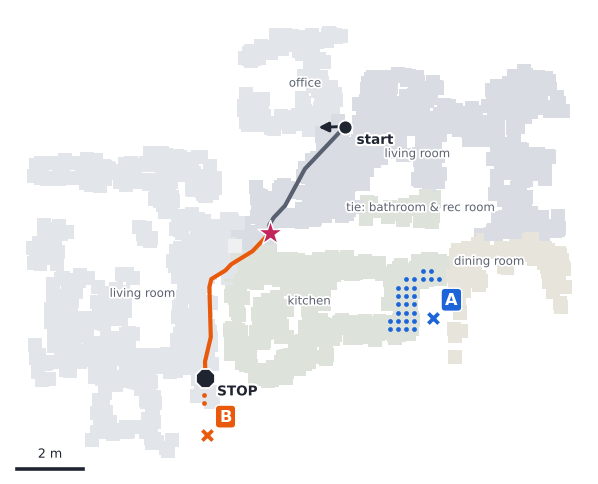 office
start
living room
tie: bathroom & rec room
dining room
living room
kitchen
A
STOP
B
2 m